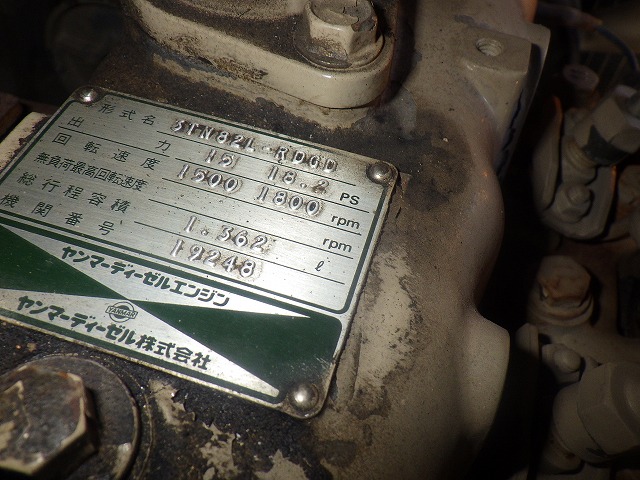 形式名 3TN82L-RDGD
出力 15 18.2 PS
回転速度 1500 1800 rpm
無負荷最高回転速度 rpm
総行程容積 1.362 ℓ
機関番号 19248
ヤンマーディーゼルエンジン
YANMAR
ヤンマーディーゼル株式会社